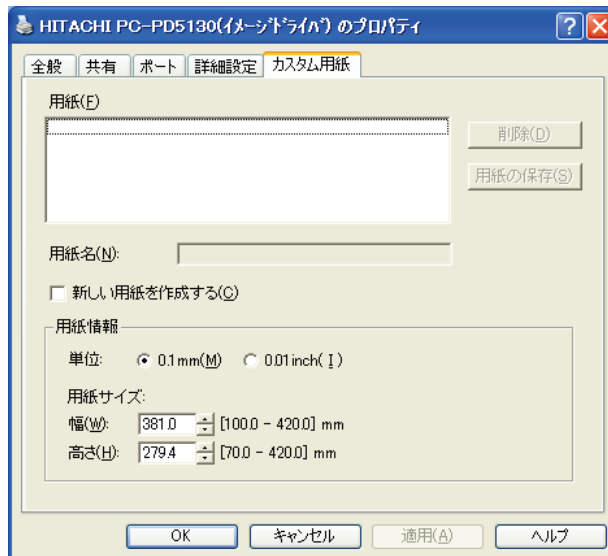 HITACHI PC-PD5130(イメージドライバ) のプロパティ
全般 共有 ポート 詳細設定 カスタム用紙
用紙(F)
削除(D)
用紙の保存(S)
用紙名(N):
新しい用紙を作成する(C)
用紙情報
単位: 0.1mm(M) 0.01inch(I)
用紙サイズ:
幅(W): 381.0 [100.0 - 420.0] mm
高さ(H): 279.4 [70.0 - 420.0] mm
OK キャンセル 適用(A) ヘルプ